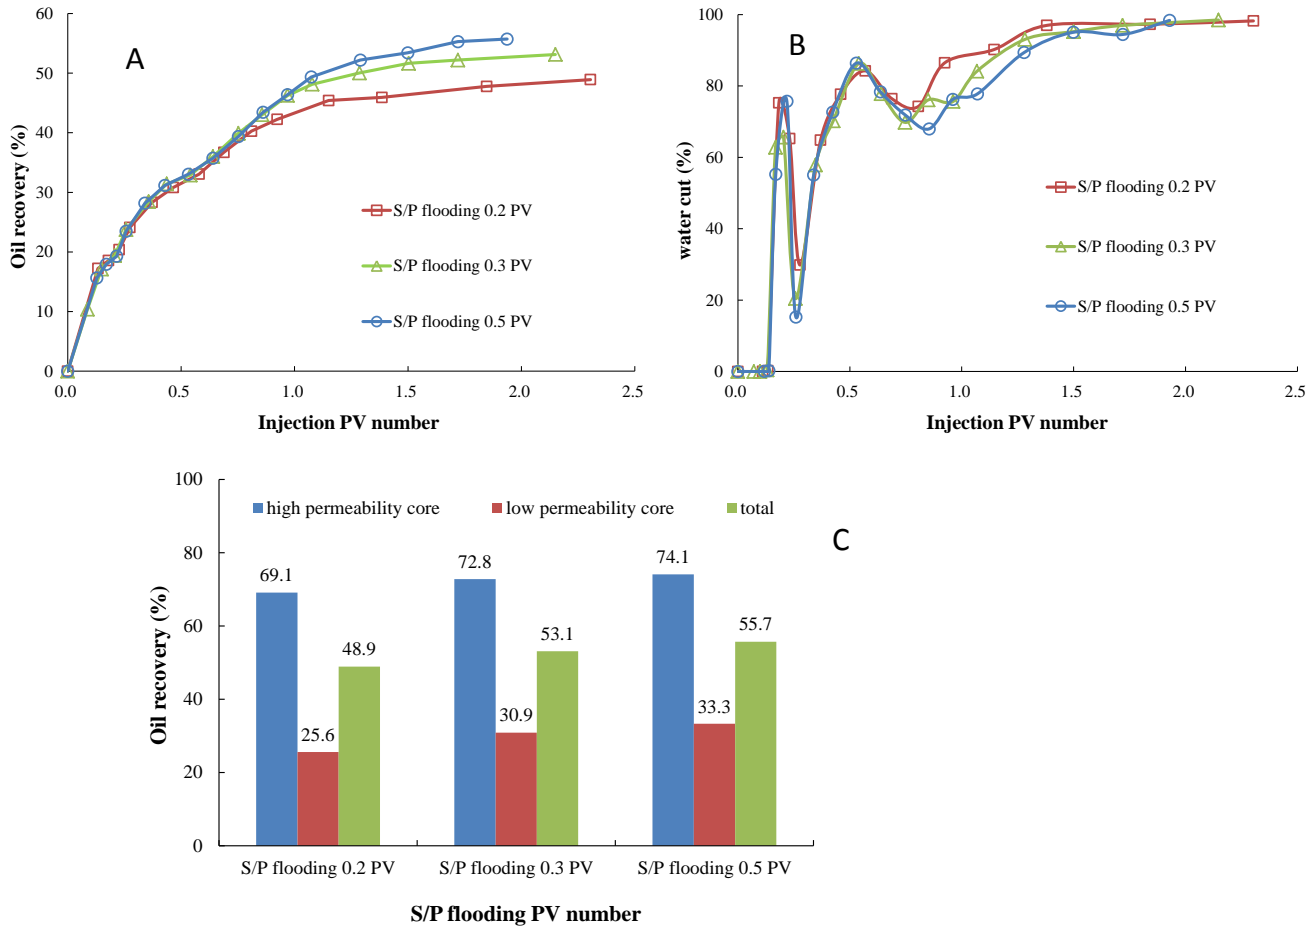 A
Oil recovery (%)
60
50
40
30
20
10
0
0.0 0.5 1.0 1.5 2.0 2.5
Injection PV number
S/P flooding 0.2 PV
S/P flooding 0.3 PV
S/P flooding 0.5 PV
B
water cut (%)
100
80
60
40
20
0
0.0 0.5 1.0 1.5 2.0 2.5
Injection PV number
S/P flooding 0.2 PV
S/P flooding 0.3 PV
S/P flooding 0.5 PV
C
Oil recovery (%)
100
80
60
40
20
0
high permeability core low permeability core total
69.1 25.6 48.9
72.8 30.9 53.1
74.1 33.3 55.7
S/P flooding 0.2 PV S/P flooding 0.3 PV S/P flooding 0.5 PV
S/P flooding PV number